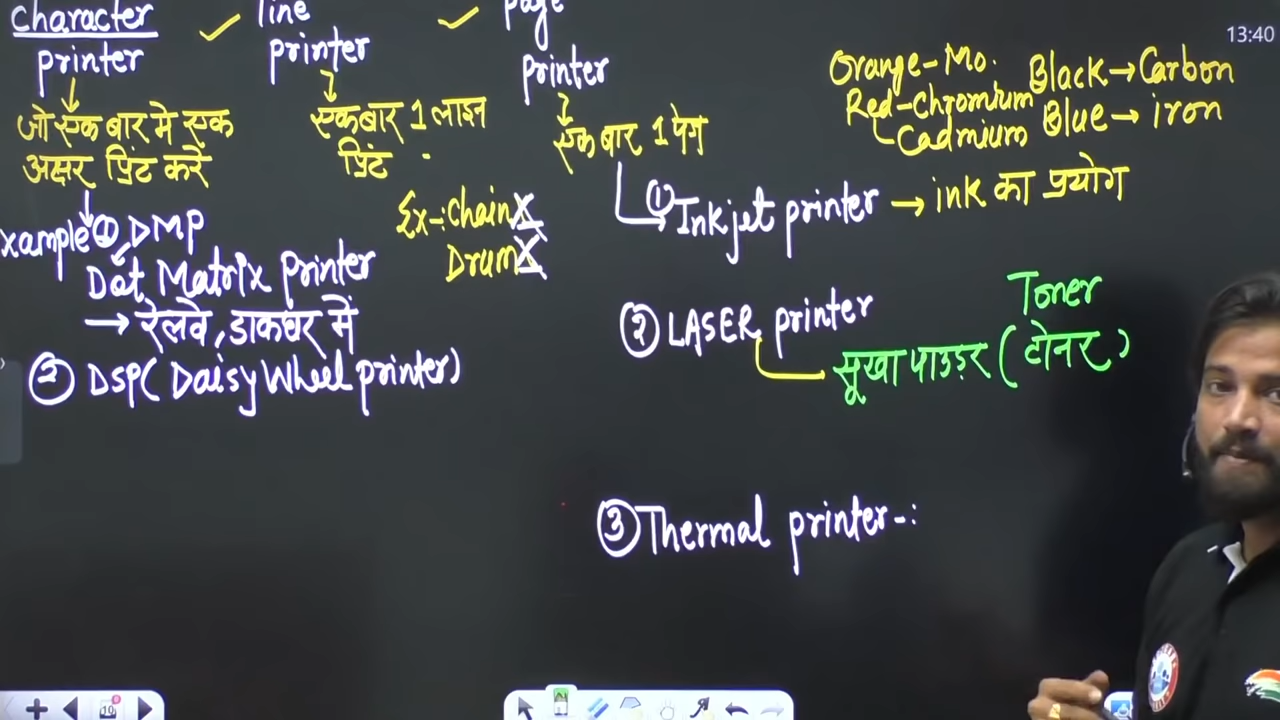 character
printer
जो एक बार मे एक
अक्षर प्रिंट करे
Example ① DMP
Dot Matrix Printer
→ रेलवे, डाकघर में
② DSP( Daisy Wheel printer)
line
printer
एकबार 1 लाइन
प्रिंट
Ex-: Chain X
Drum X
page
printer
एक बार 1 पेग
① Inkjet printer → ink का प्रयोग
② LASER printer
सूखा पाउडर ( टोनर )
Toner
③ Thermal printer-:
Orange-Mo.
Red-Chromium
Cadmium
Black→Carbon
Blue → iron
13:40
19